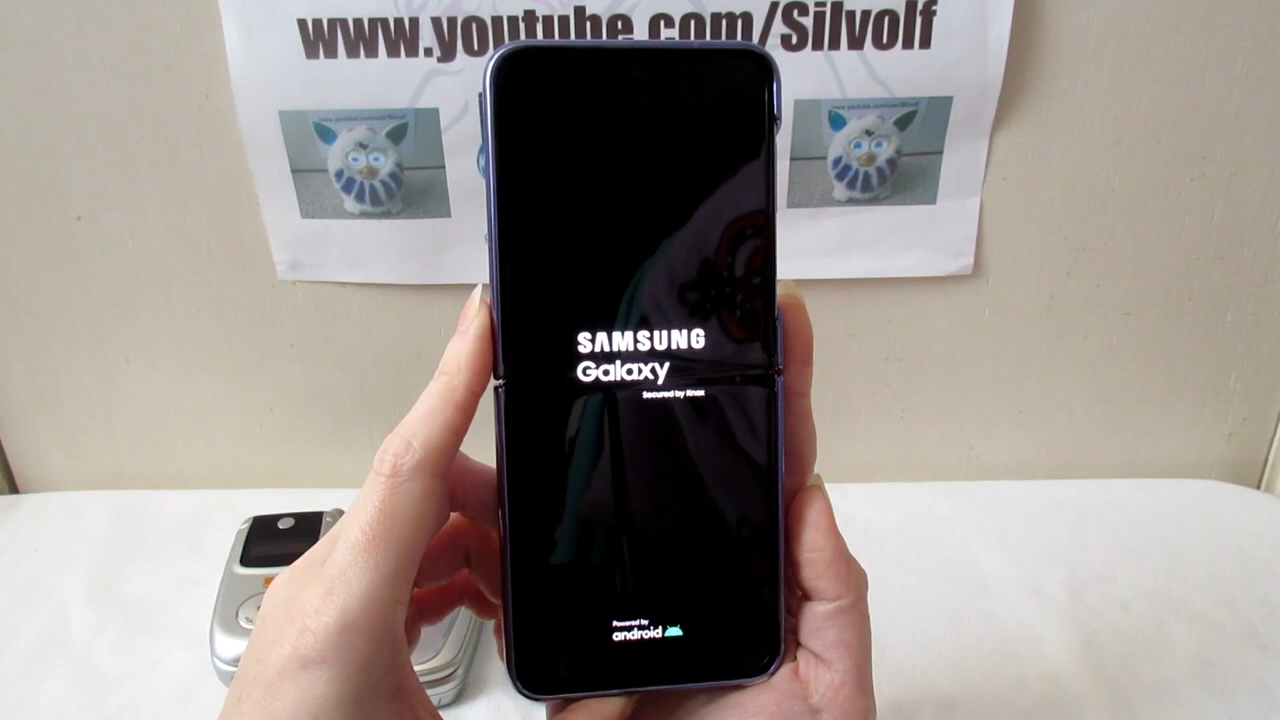 www.youtube.com/Silvolf
SAMSUNG
Galaxy
Secured by Knox
Powered by
android